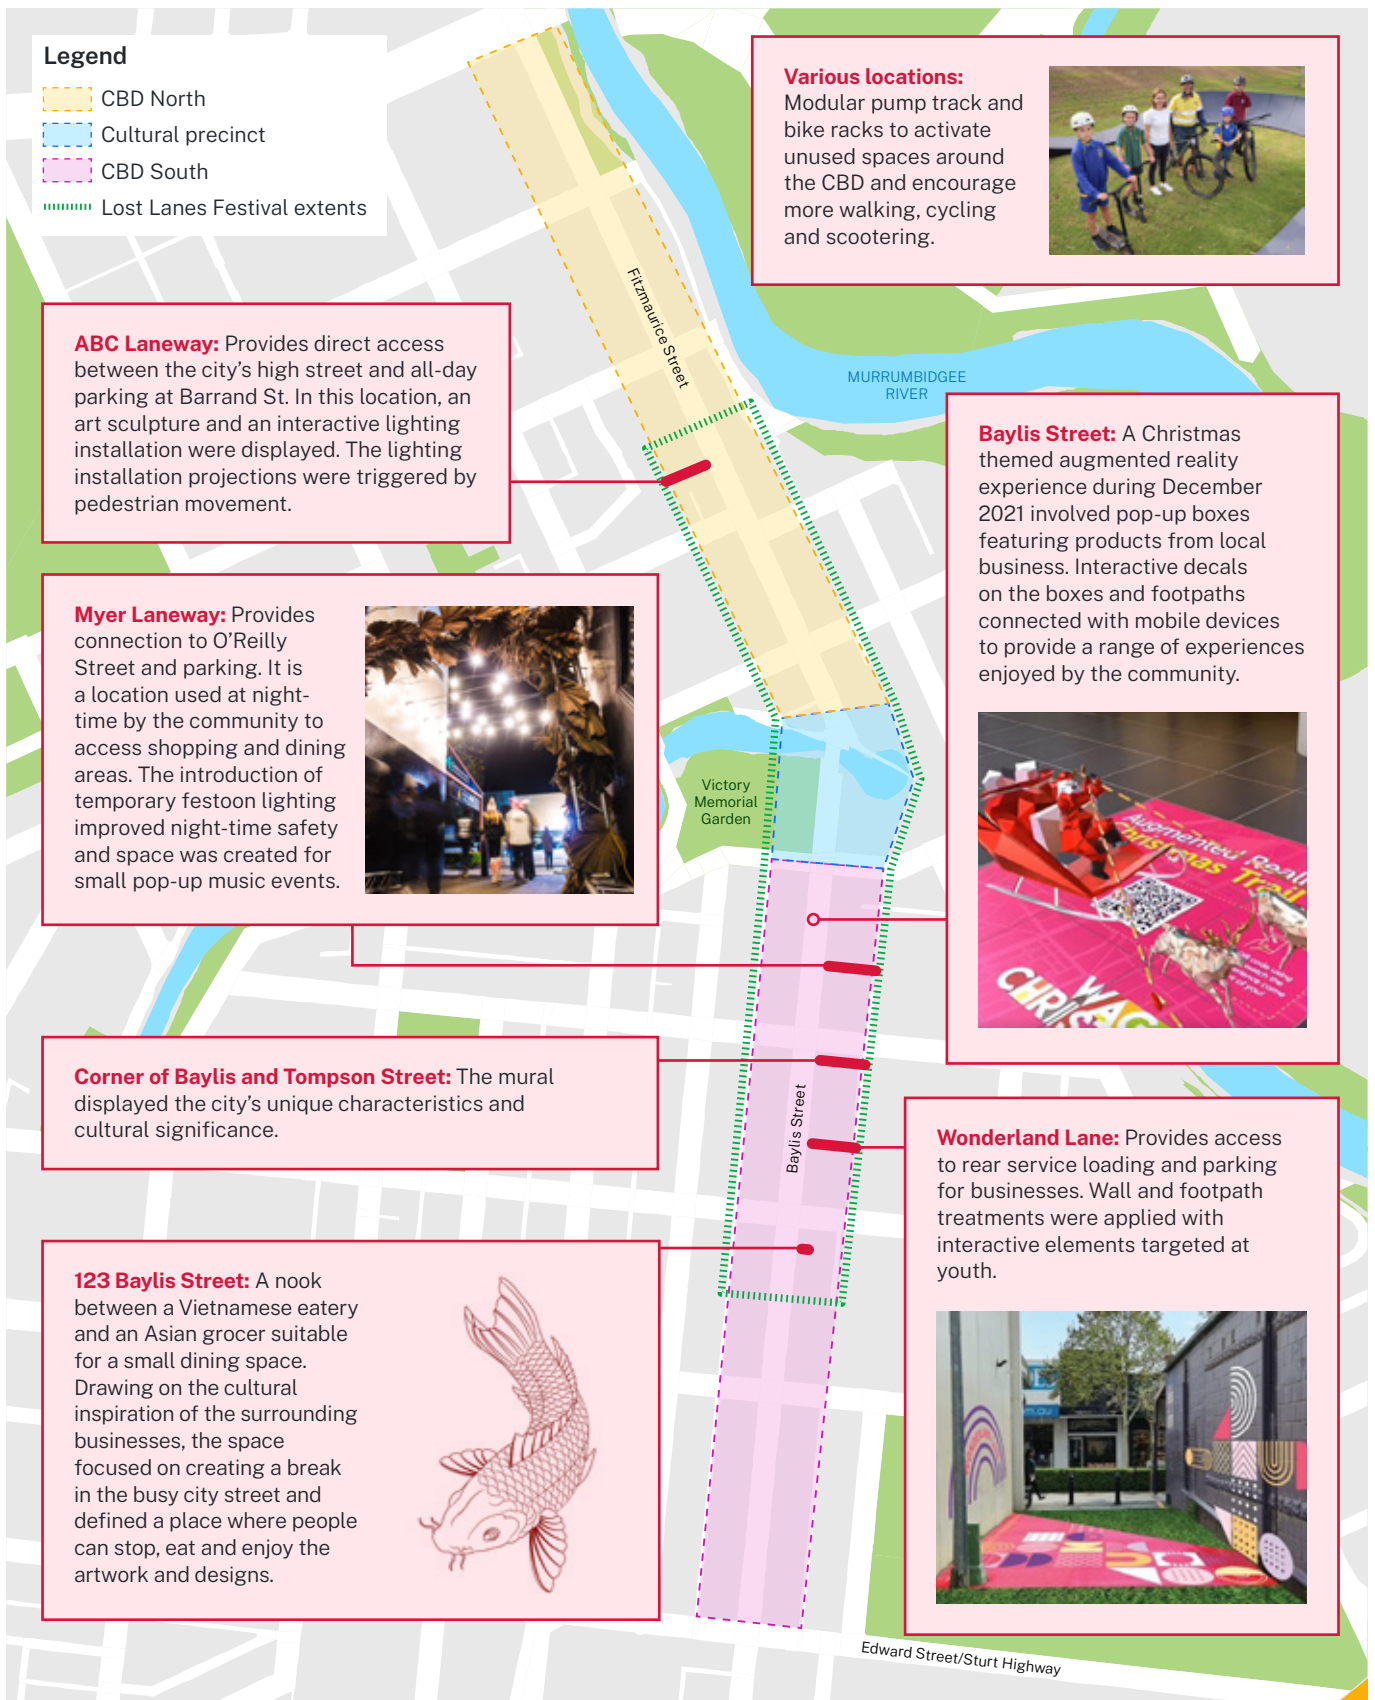 Legend
CBD North
Cultural precinct
CBD South
Lost Lanes Festival extents
Various locations:
Modular pump track and
bike racks to activate
unused spaces around
the CBD and encourage
more walking, cycling
and scootering.
Fitzmaurice Street
MURRUMBIDGEE
RIVER
ABC Laneway: Provides direct access
between the city’s high street and all-day
parking at Barrand St. In this location, an
art sculpture and an interactive lighting
installation were displayed. The lighting
installation projections were triggered by
pedestrian movement.
Baylis Street: A Christmas
themed augmented reality
experience during December
2021 involved pop-up boxes
featuring products from local
business. Interactive decals
on the boxes and footpaths
connected with mobile devices
to provide a range of experiences
enjoyed by the community.
Augmented Reali
Christmas Trail
WAG
CHRIS
Myer Laneway: Provides
connection to O’Reilly
Street and parking. It is
a location used at night-
time by the community to
access shopping and dining
areas. The introduction of
temporary festoon lighting
improved night-time safety
and space was created for
small pop-up music events.
Victory
Memorial
Garden
Corner of Baylis and Tompson Street: The mural
displayed the city’s unique characteristics and
cultural significance.
Baylis Street
Wonderland Lane: Provides access
to rear service loading and parking
for businesses. Wall and footpath
treatments were applied with
interactive elements targeted at
youth.
123 Baylis Street: A nook
between a Vietnamese eatery
and an Asian grocer suitable
for a small dining space.
Drawing on the cultural
inspiration of the surrounding
businesses, the space
focused on creating a break
in the busy city street and
defined a place where people
can stop, eat and enjoy the
artwork and designs.
Edward Street/Sturt Highway